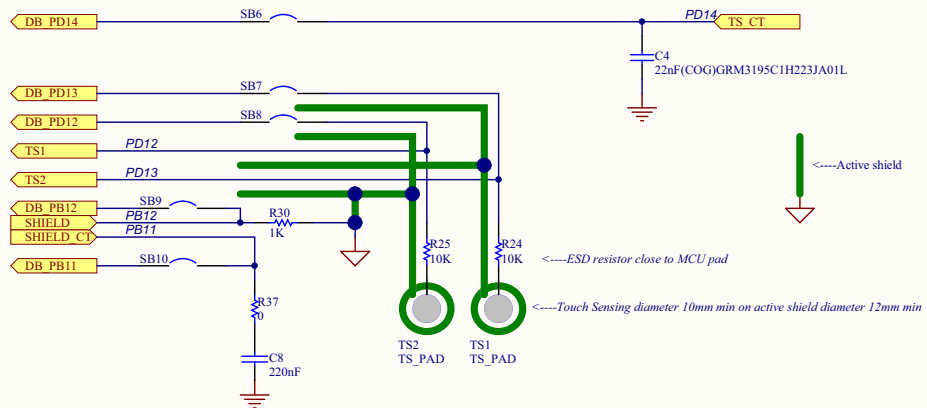 DB_PD14
SB6
PD14
TS_CT
C4
22nF(COG)GRM3195C1H223JA01L
DB_PD13
SB7
DB_PD12
SB8
TS1
PD12
<----Active shield
TS2
PD13
DB_PB12
SB9
SHIELD
PB12
R30
1K
SHIELD_CT
PB11
DB_PB11
SB10
R25
10K
R24
10K
<----ESD resistor close to MCU pad
R37
0
<----Touch Sensing diameter 10mm min on active shield diameter 12mm min
TS2
TS_PAD
TS1
TS_PAD
C8
220nF